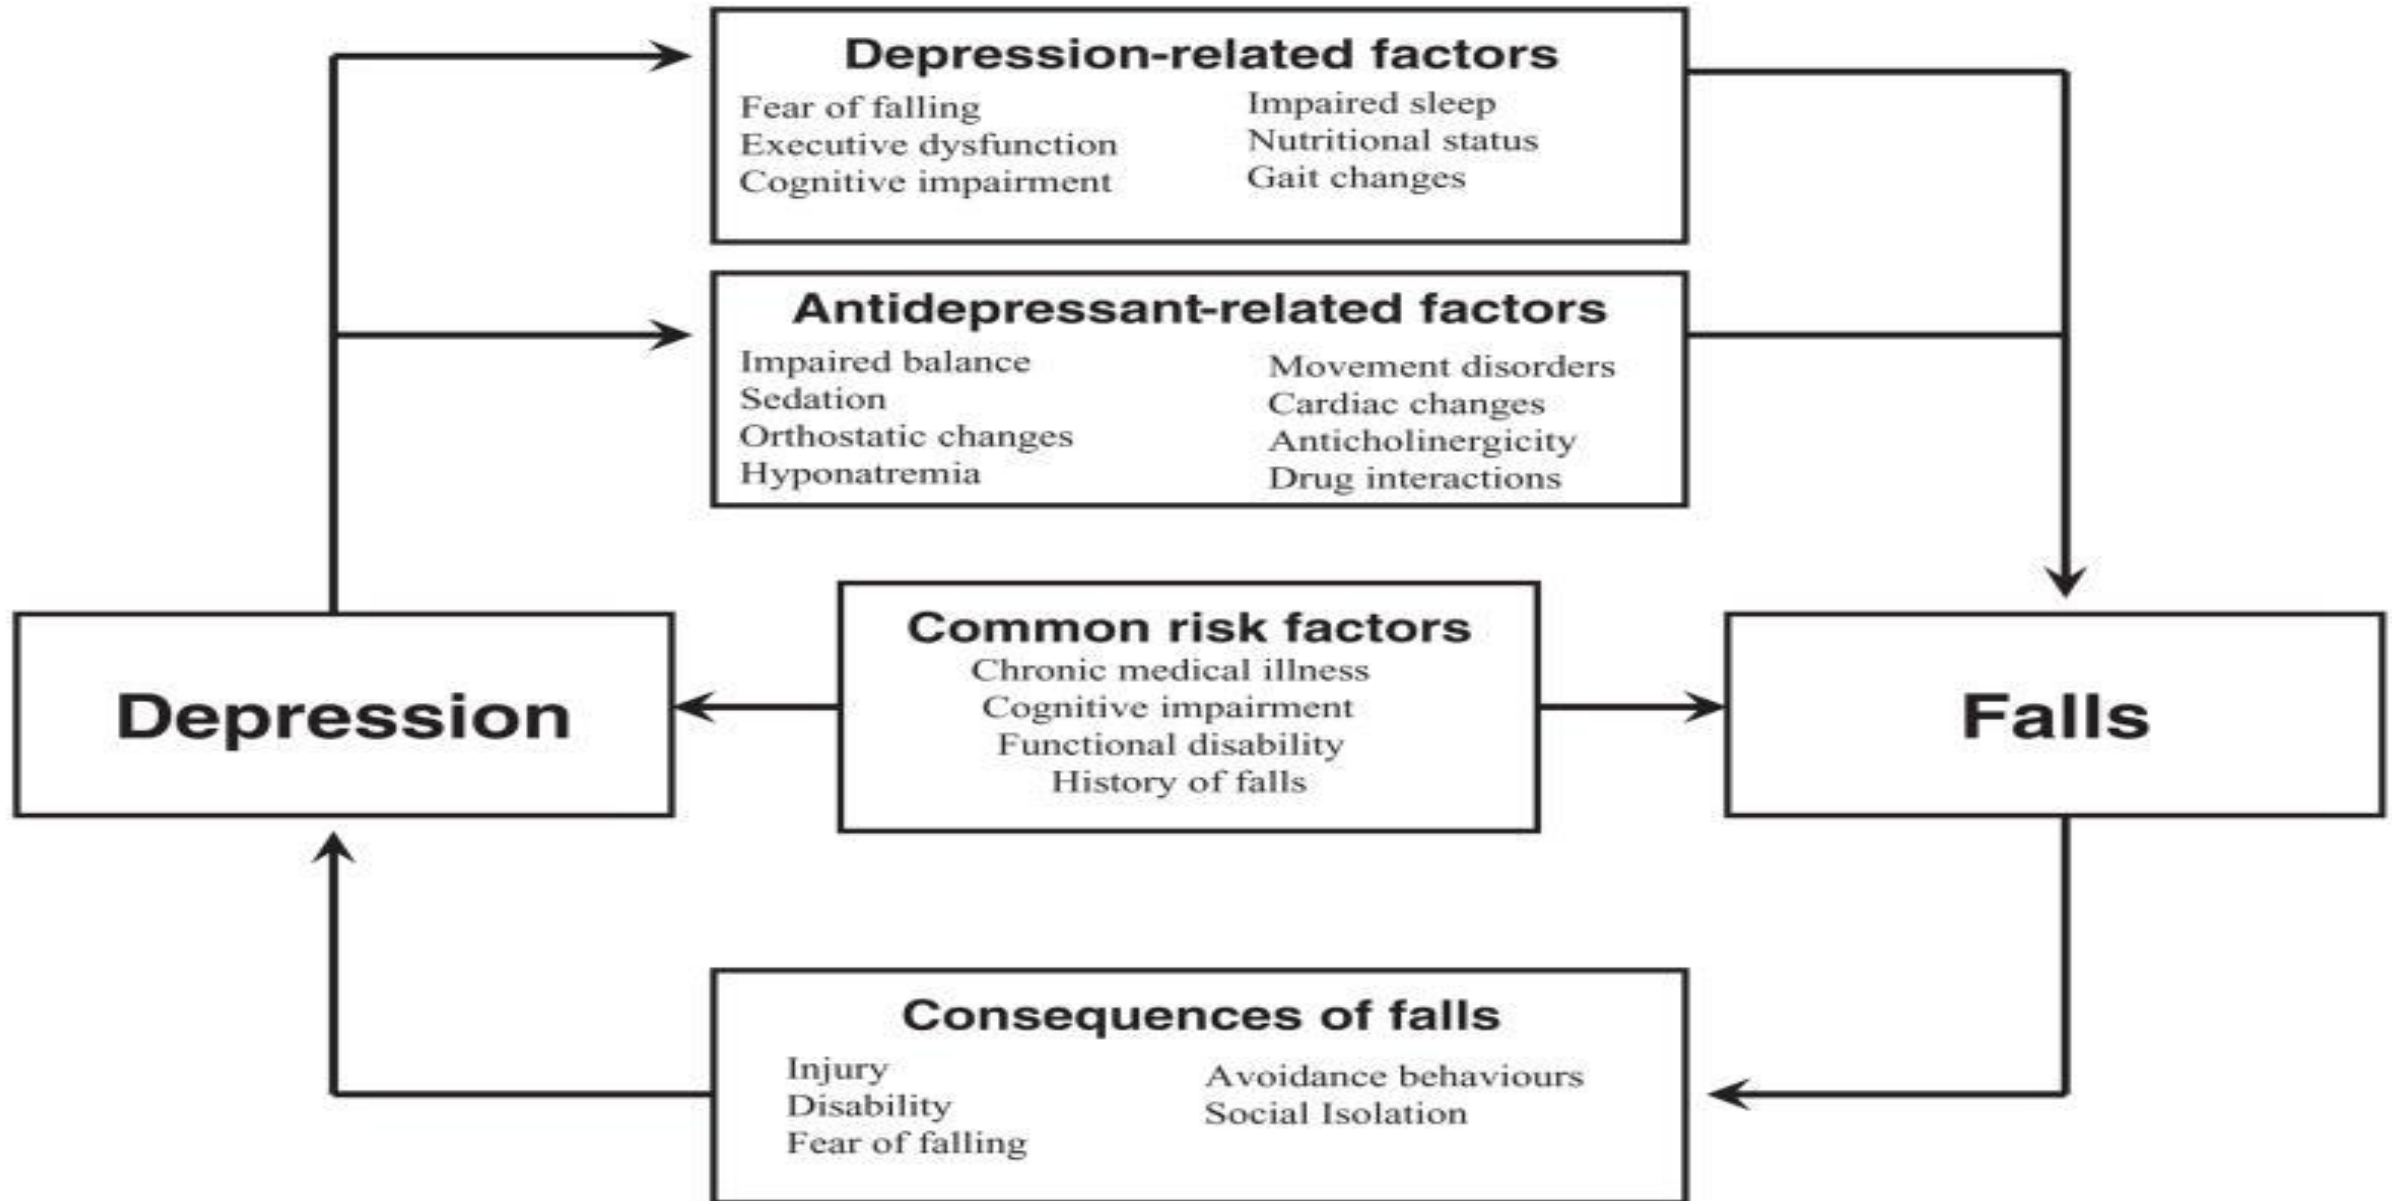 Depression-related factors
Fear of falling
Executive dysfunction
Cognitive impairment
Impaired sleep
Nutritional status
Gait changes
Antidepressant-related factors
Impaired balance
Sedation
Orthostatic changes
Hyponatremia
Movement disorders
Cardiac changes
Anticholinergicity
Drug interactions
Depression
Common risk factors
Chronic medical illness
Cognitive impairment
Functional disability
History of falls
Falls
Consequences of falls
Injury
Disability
Fear of falling
Avoidance behaviours
Social Isolation